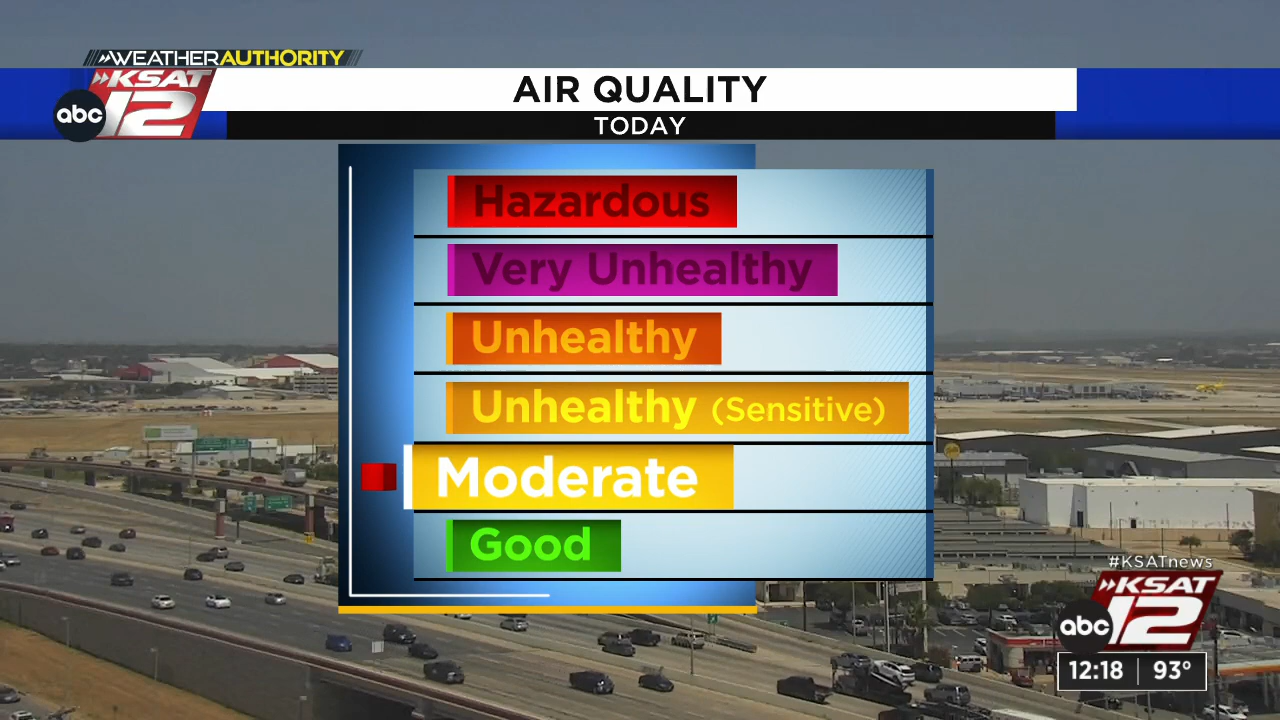 WEATHERAUTHORITY
KSAT
abc 12
AIR QUALITY
TODAY
Hazardous
Very Unhealthy
Unhealthy
Unhealthy (Sensitive)
Moderate
Good
#KSATnews
KSAT
abc 12
12:18 93°